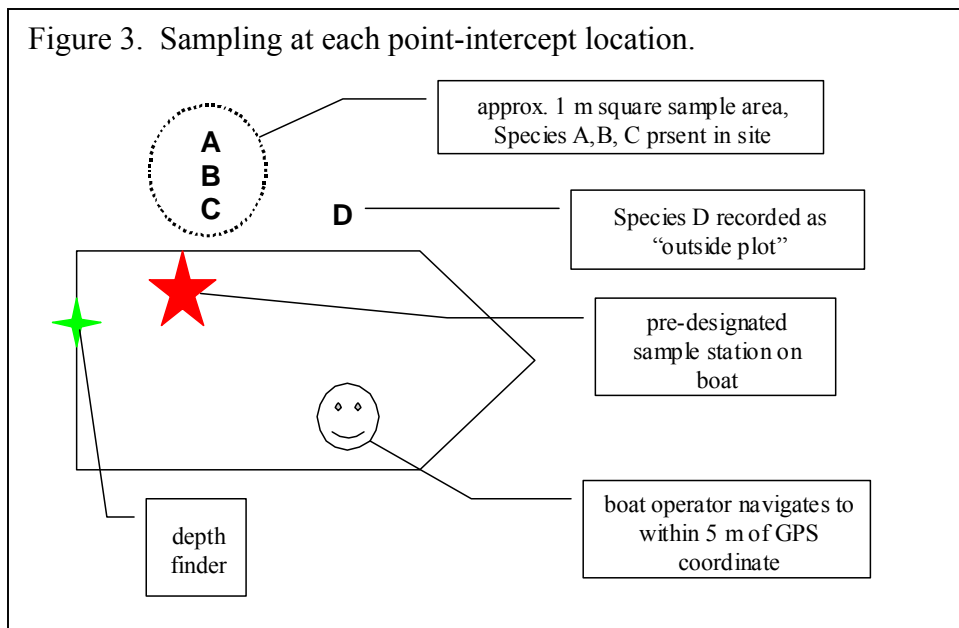 Figure 3.  Sampling at each point-intercept location.
A
B
C
D
approx. 1 m square sample area,
Species A,B, C prsent in site
Species D recorded as
“outside plot”
pre-designated
sample station on
boat
boat operator navigates to
within 5 m of GPS
coordinate
depth
finder